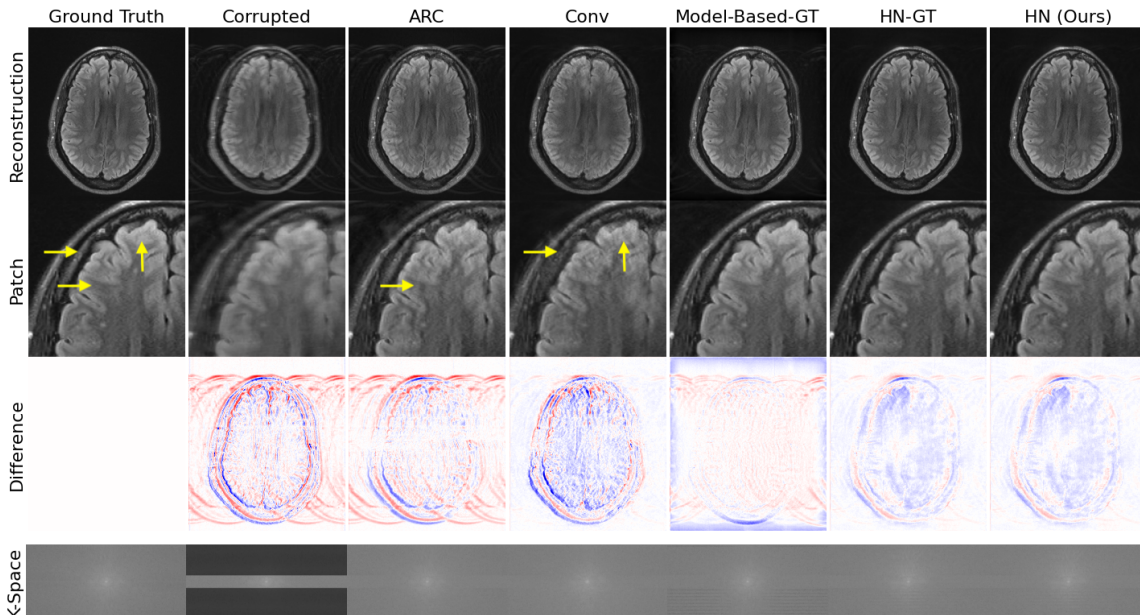 Ground Truth Corrupted ARC Conv Model-Based-GT HN-GT HN (Ours)
Reconstruction
Patch
Difference
K-Space